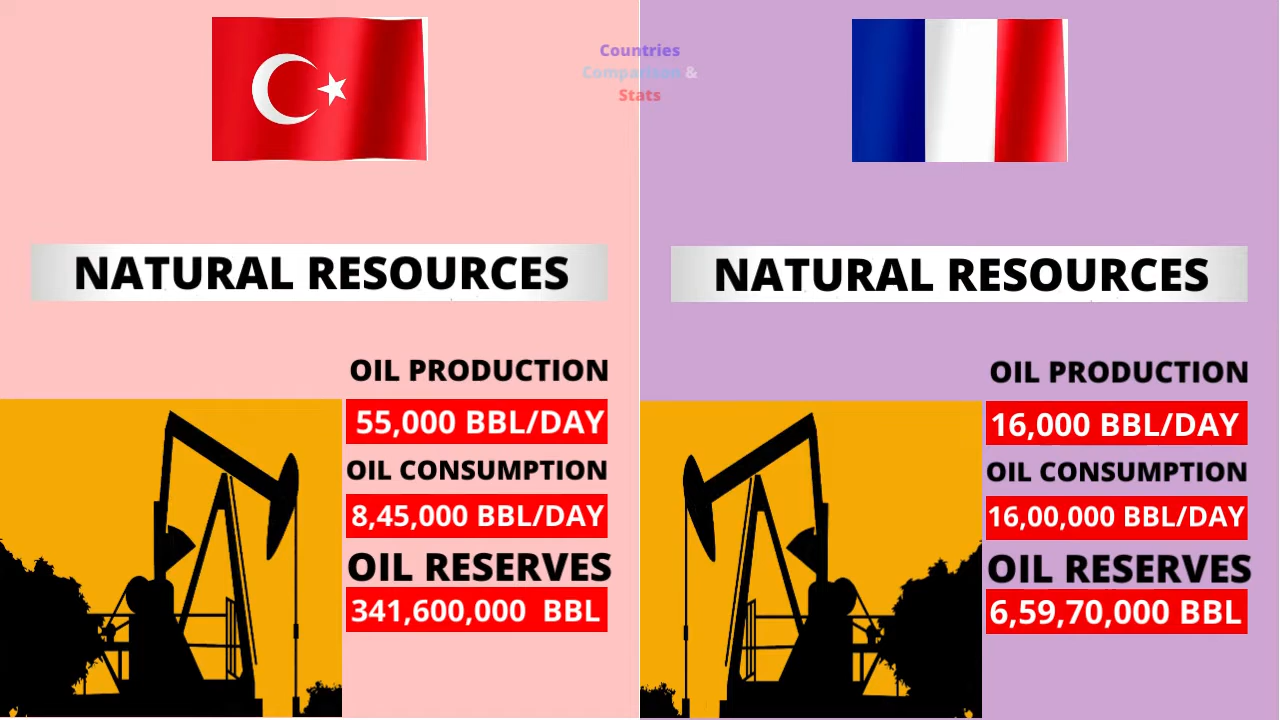 Countries
Comparison &
Stats
NATURAL RESOURCES
OIL PRODUCTION
55,000 BBL/DAY
OIL CONSUMPTION
8,45,000 BBL/DAY
OIL RESERVES
341,600,000 BBL
NATURAL RESOURCES
OIL PRODUCTION
16,000 BBL/DAY
OIL CONSUMPTION
16,00,000 BBL/DAY
OIL RESERVES
6,59,70,000 BBL